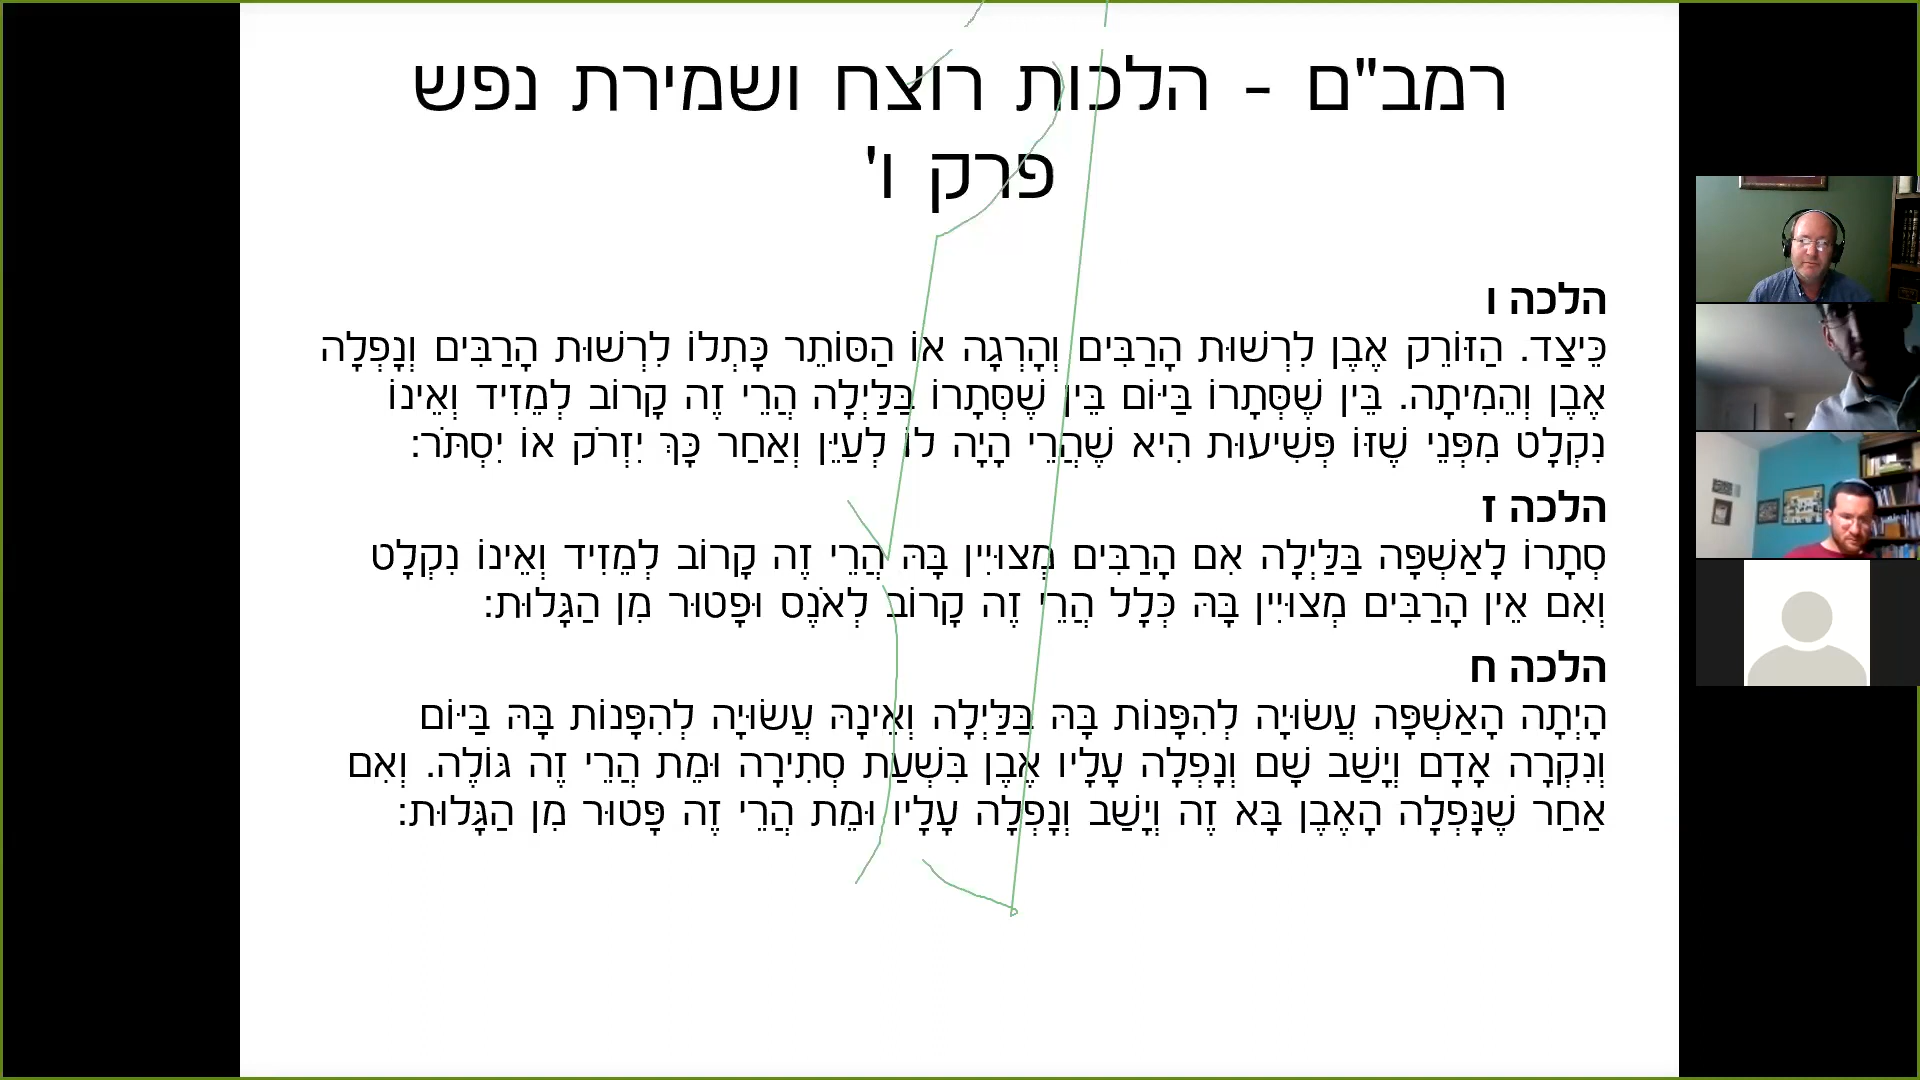 רמב"ם - הלכות רוצח ושמירת נפש
פרק ו'
הלכה ו
כֵּיצַד. הַזּוֹרֵק אֶבֶן לִרְשׁוּת הָרַבִּים וְהָרְגָה אוֹ הַסּוֹתֵר כָּתְלוֹ לִרְשׁוּת הָרַבִּים וְנָפְלָה
אֶבֶן וְהֵמִיתָה. בֵּין שֶׁסְּתָרוֹ בַּיּוֹם בֵּין שֶׁסְּתָרוֹ בַּלַּיְלָה הֲרֵי זֶה קָרוֹב לְמֵזִיד וְאֵינוֹ
נִקְלָט מִפְּנֵי שֶׁזּוֹ פְּשִׁיעוּת הִיא שֶׁהֲרֵי הָיָה לוֹ לְעַיֵּן וְאַחַר כָּךְ יִזְרֹק אוֹ יִסְתֹּר:
הלכה ז
סְתָרוֹ לָאַשְׁפָּה בַּלַּיְלָה אִם הָרַבִּים מְצוּיִין בָּהּ הֲרֵי זֶה קָרוֹב לְמֵזִיד וְאֵינוֹ נִקְלָט
וְאִם אֵין הָרַבִּים מְצוּיִין בָּהּ כְּלָל הֲרֵי זֶה קָרוֹב לְאֹנֶס וּפָטוּר מִן הַגָּלוּת:
הלכה ח
הָיְתָה הָאַשְׁפָּה עֲשׂוּיָה לְהִפָּנוֹת בָּהּ בַּלַּיְלָה וְאֵינָהּ עֲשׂוּיָה לְהִפָּנוֹת בָּהּ בַּיּוֹם
וְנִקְרָה אָדָם וְיָשַׁב שָׁם וְנָפְלָה עָלָיו אֶבֶן בִּשְׁעַת סְתִירָה וּמֵת הֲרֵי זֶה גּוֹלֶה. וְאִם
אַחַר שֶׁנָּפְלָה הָאֶבֶן בָּא זֶה וְיָשַׁב וְנָפְלָה עָלָיו וּמֵת הֲרֵי זֶה פָּטוּר מִן הַגָּלוּת: